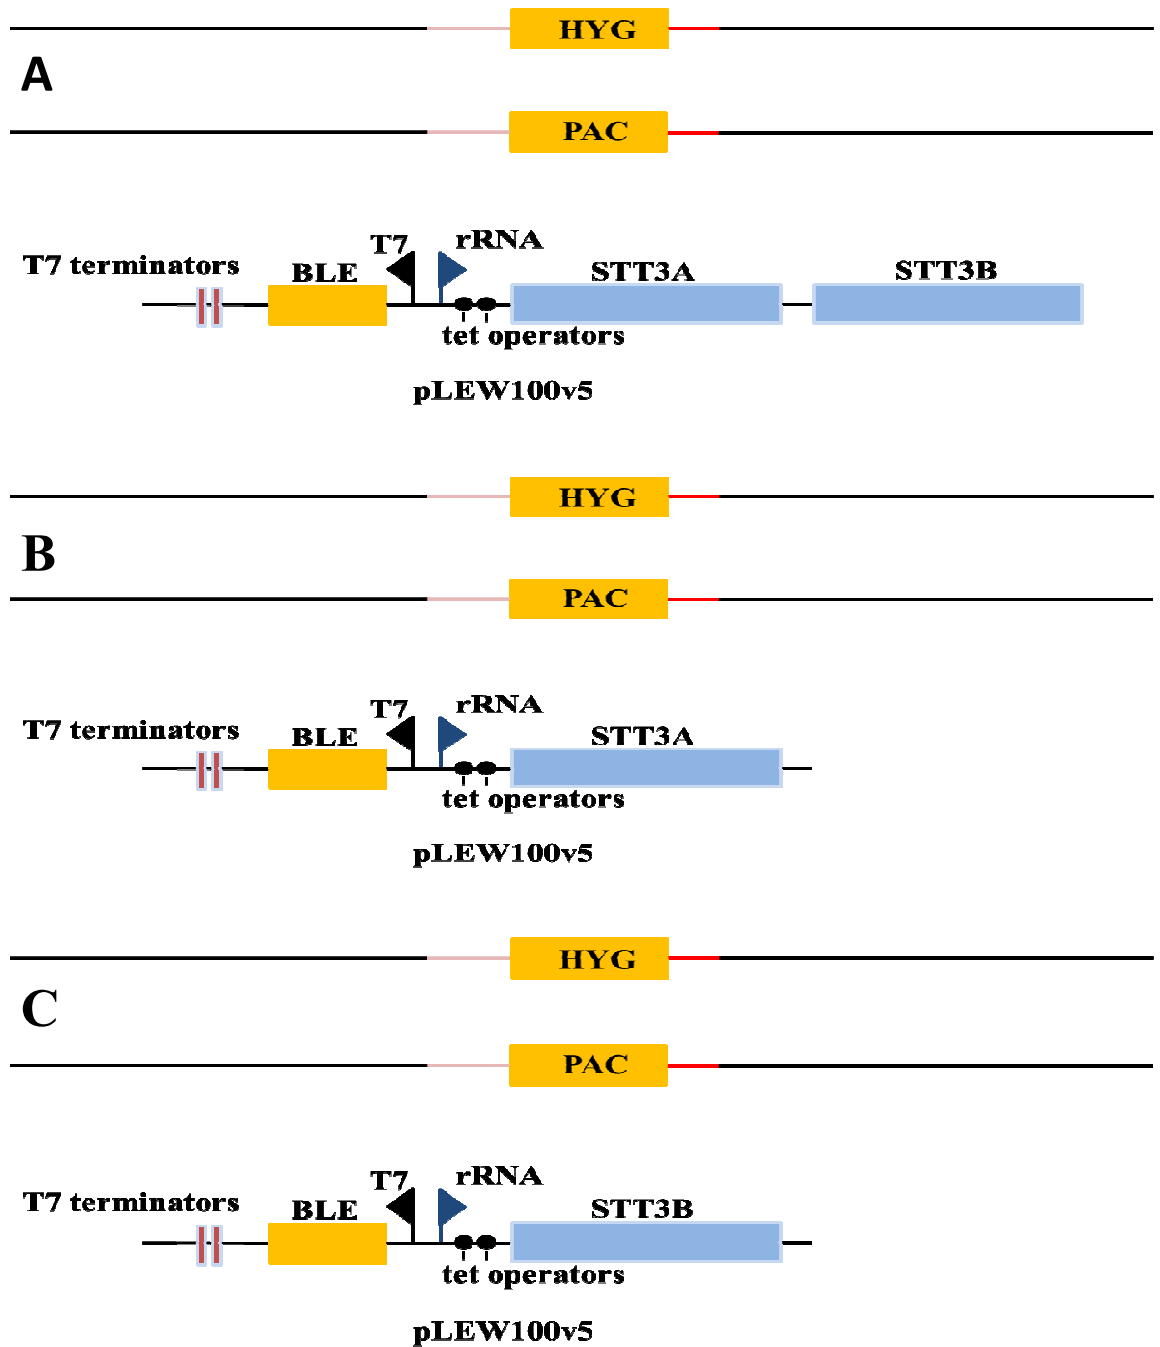 HYG
A
PAC
T7 rRNA
T7 terminators BLE STT3A STT3B
tet operators
pLEW100v5
HYG
B
PAC
T7 rRNA
T7 terminators BLE STT3A
tet operators
pLEW100v5
HYG
C
PAC
T7 rRNA
T7 terminators BLE STT3B
tet operators
pLEW100v5